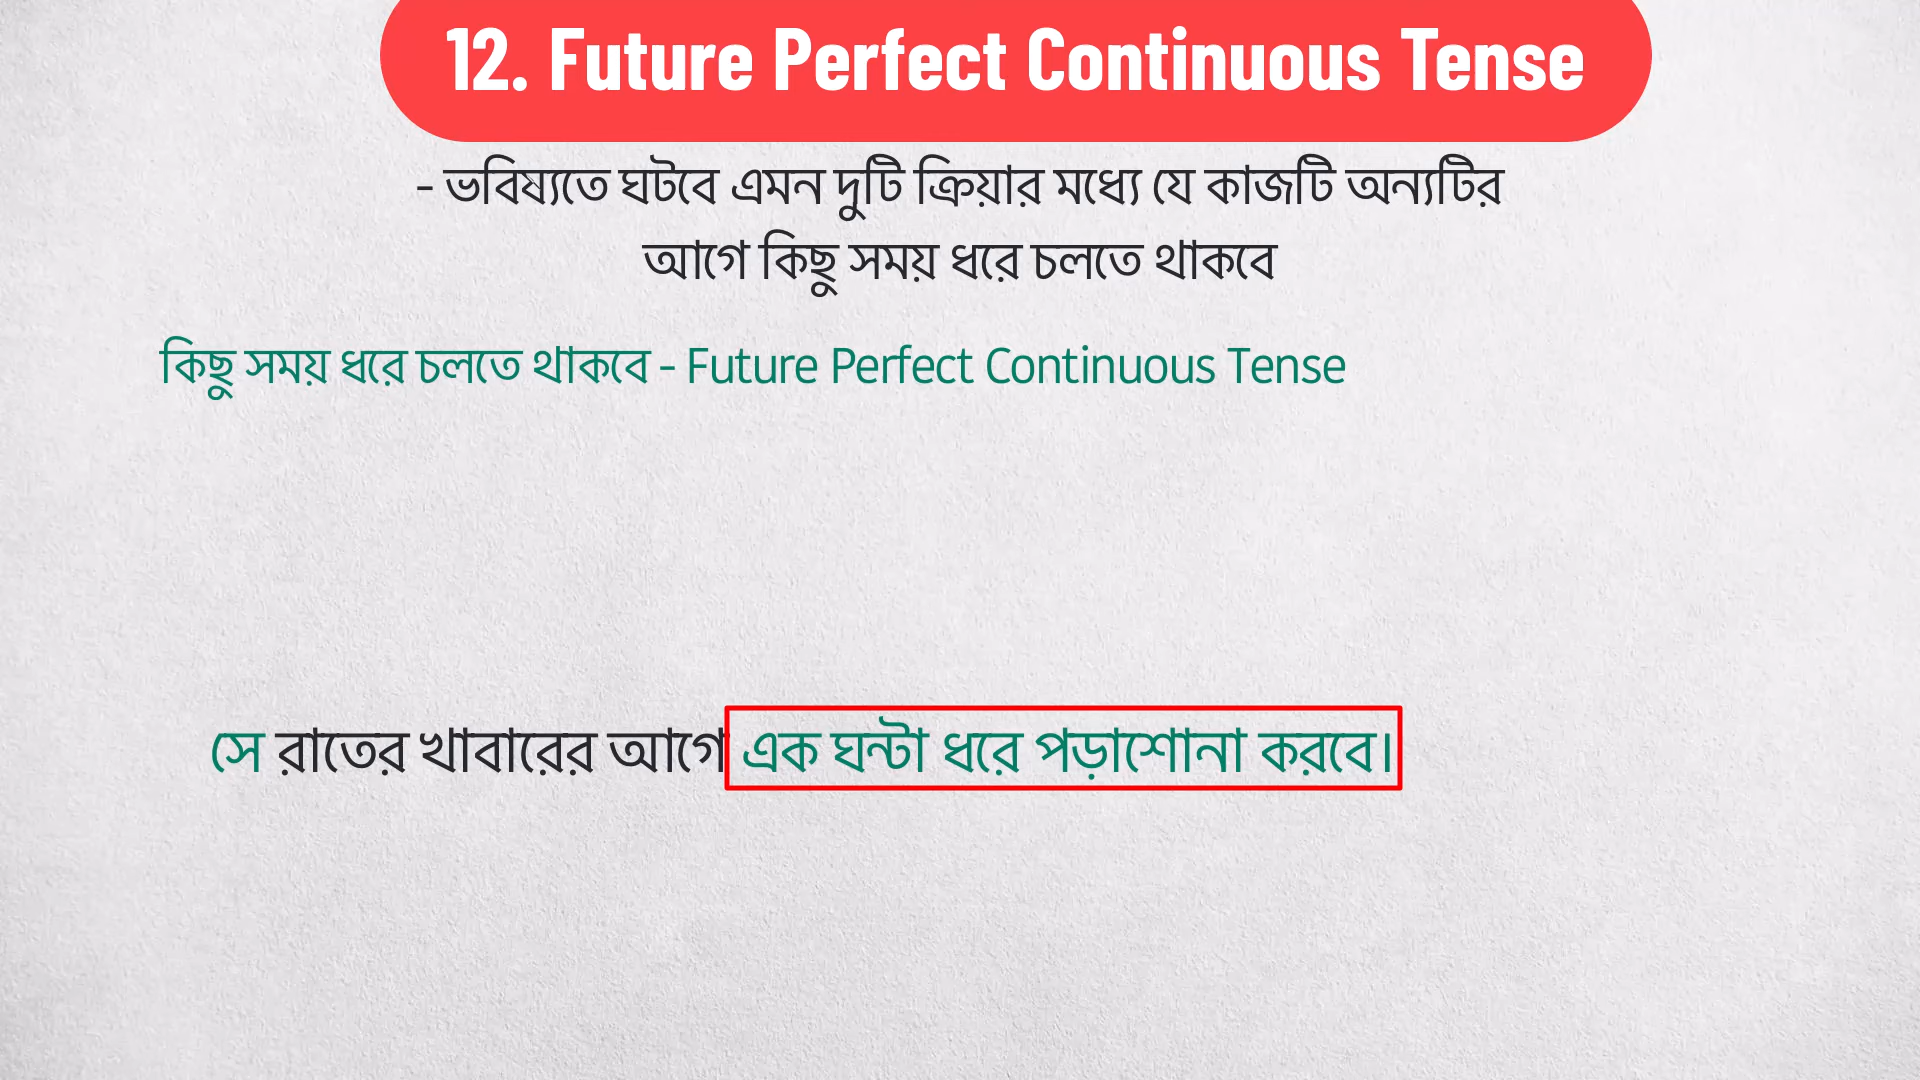 12. Future Perfect Continuous Tense
- ভবিষ্যতে ঘটবে এমন দুটি ক্রিয়ার মধ্যে যে কাজটি অন্যটির
আগে কিছু সময় ধরে চলতে থাকবে
কিছু সময় ধরে চলতে থাকবে - Future Perfect Continuous Tense
সে রাতের খাবারের আগে এক ঘন্টা ধরে পড়াশোনা করবে।